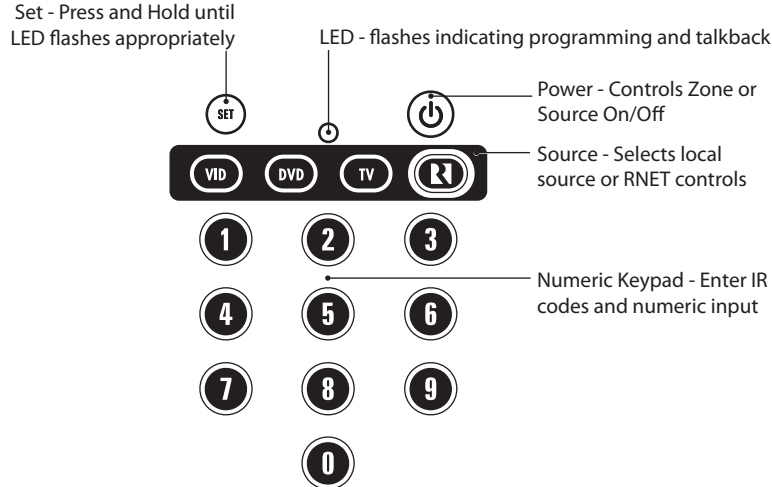 Set - Press and Hold until
LED flashes appropriately
LED - flashes indicating programming and talkback
Power - Controls Zone or
Source On/Off
SET
Source - Selects local
source or RNET controls
VID DVD TV R
1 2 3
Numeric Keypad - Enter IR
codes and numeric input
4 5 6
7 8 9
0